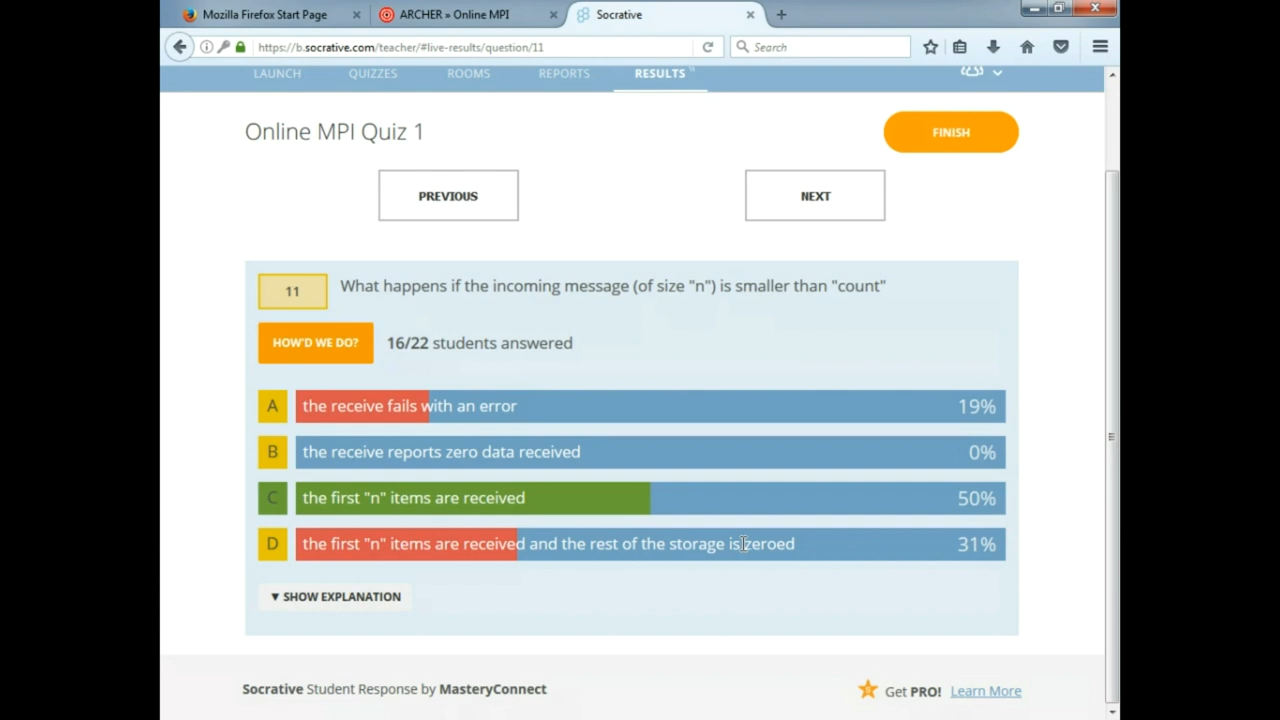 Mozilla Firefox Start Page
ARCHER » Online MPI
Socrative
https://b.socrative.com/teacher/#live-results/question/11
Search
LAUNCH QUIZZES ROOMS REPORTS RESULTS
Online MPI Quiz 1
FINISH
PREVIOUS
NEXT
11
What happens if the incoming message (of size "n") is smaller than "count"
HOW'D WE DO?
16/22 students answered
A the receive fails with an error 19%
B the receive reports zero data received 0%
C the first "n" items are received 50%
D the first "n" items are received and the rest of the storage is zeroed 31%
▼ SHOW EXPLANATION
Socrative Student Response by MasteryConnect
Get PRO! Learn More